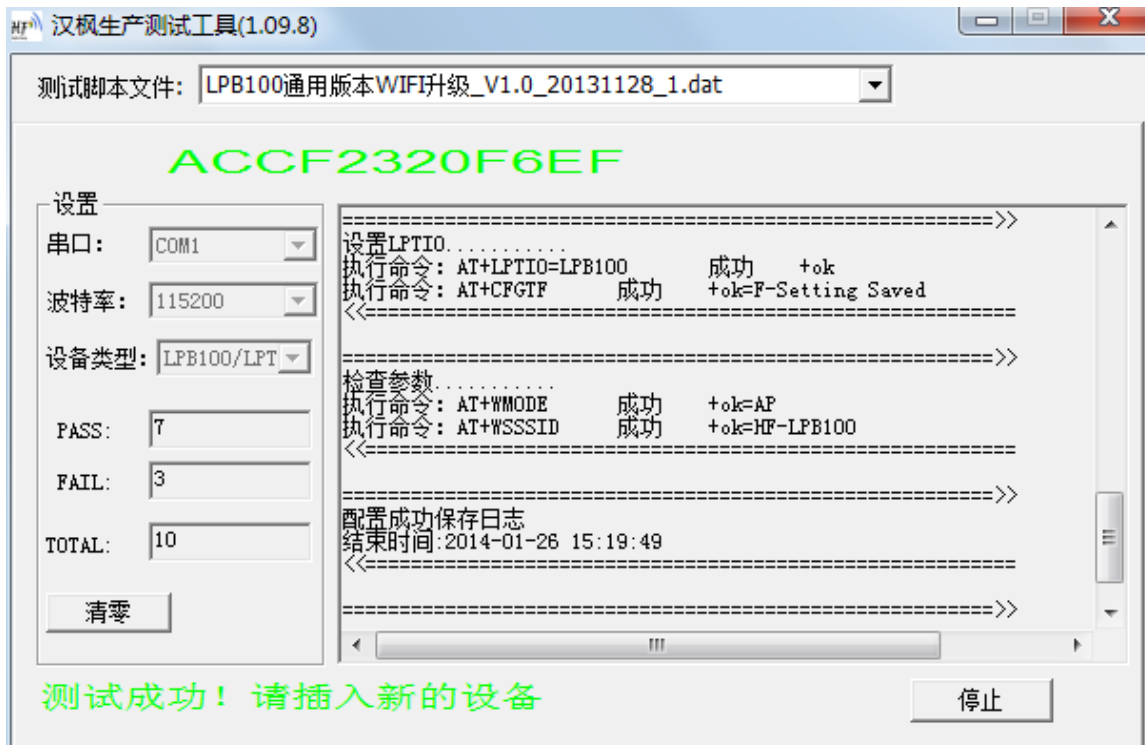 汉枫生产测试工具(1.09.8)
测试脚本文件: LPB100通用版本WIFI升级_V1.0_20131128_1.dat
ACCF2320F6EF
设置
串口: COM1
波特率: 115200
设备类型: LPB100/LPT
PASS: 7
FAIL: 3
TOTAL: 10
清零
=========================================================>>
设置LPTIO...........
执行命令: AT+LPTIO=LPB100 成功 +ok
执行命令: AT+CFGTF 成功 +ok=F-Setting Saved
<<=========================================================
=========================================================>>
检查参数...........
执行命令: AT+WMODE 成功 +ok=AP
执行命令: AT+WSSSID 成功 +ok=HF-LPB100
<<=========================================================
=========================================================>>
配置成功保存日志
结束时间:2014-01-26 15:19:49
<<=========================================================
=========================================================>>
测试成功! 请插入新的设备
停止